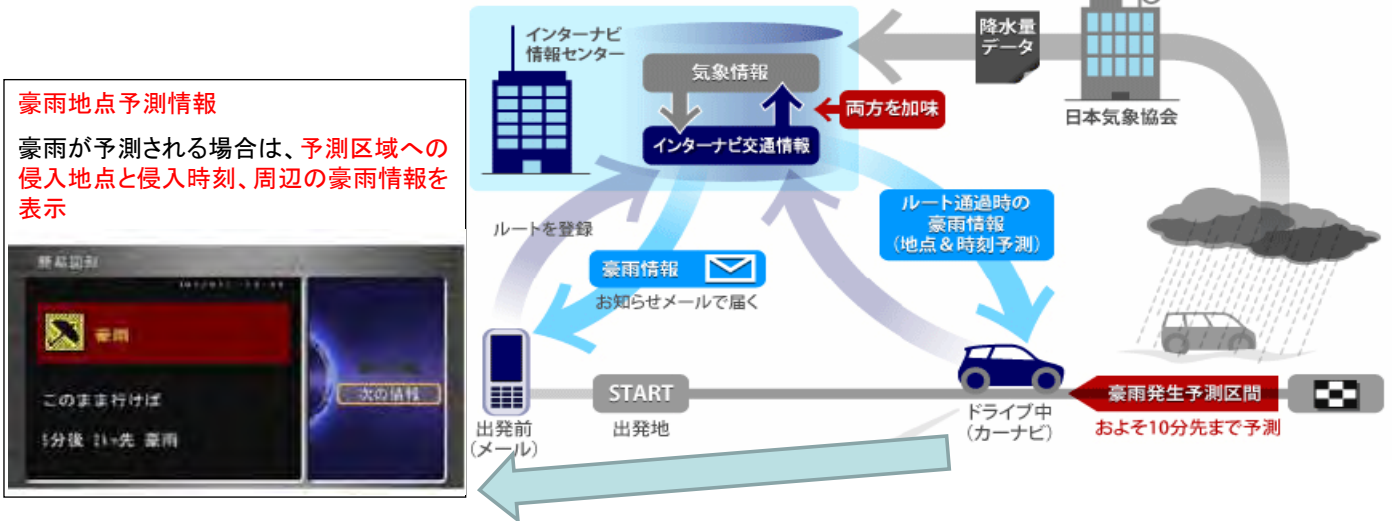 豪雨地点予測情報
豪雨が予測される場合は、予測区域への
侵入地点と侵入時刻、周辺の豪雨情報を
表示
豪雨
このまま行けば
5分後
先 豪雨
次の情報
インターナビ
情報センター
気象情報
インターナビ交通情報
両方を加味
降水量
データ
日本気象協会
ルートを登録
豪雨情報
お知らせメールで届く
ルート通過時の
豪雨情報
(地点&時刻予測)
START
出発前
(メール)
出発地
ドライブ中
(カーナビ)
豪雨発生予測区間
およそ10分先まで予測